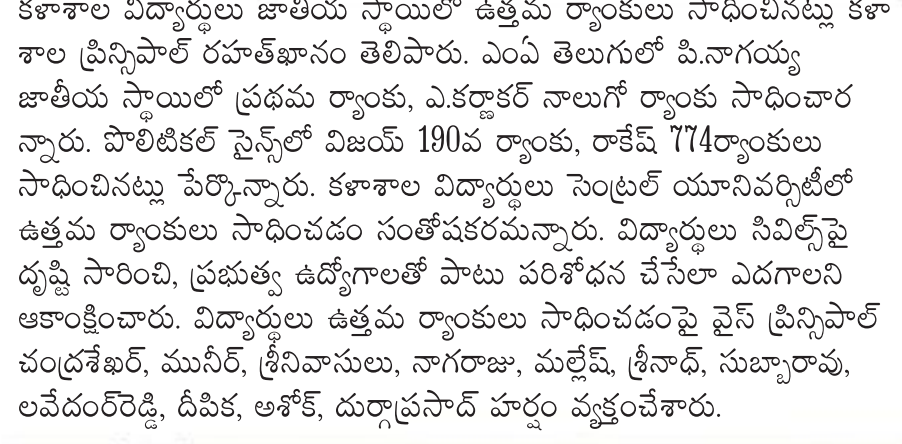 కళాశాల విద్యార్థులు జాతీయ స్థాయిలో ఉత్తమ ర్యాంకులు సాధించినట్లు కళా
శాల ప్రిన్సిపాల్ రహత్‌ఖానం తెలిపారు. ఎంఏ తెలుగులో పి.నాగయ్య
జాతీయ స్థాయిలో ప్రథమ ర్యాంకు, ఎ.కర్ణాకర్ నాలుగో ర్యాంకు సాధించార
న్నారు. పొలిటికల్ సైన్స్‌లో విజయ్ 190వ ర్యాంకు, రాకేష్ 774ర్యాంకులు
సాధించినట్లు పేర్కొన్నారు. కళాశాల విద్యార్థులు సెంట్రల్ యూనివర్సిటీలో
ఉత్తమ ర్యాంకులు సాధించడం సంతోషకరమన్నారు. విద్యార్థులు సివిల్స్‌పై
దృష్టి సారించి, ప్రభుత్వ ఉద్యోగాలతో పాటు పరిశోధన చేసేలా ఎదగాలని
ఆకాంక్షించారు. విద్యార్థులు ఉత్తమ ర్యాంకులు సాధించడంపై వైస్ ప్రిన్సిపాల్
చంద్రశేఖర్, మునీర్, శ్రీనివాసులు, నాగరాజు, మల్లేష్, శ్రీనాథ్, సుబ్బారావు,
లవేదంర్‌రెడ్డి, దీపిక, అశోక్, దుర్గాప్రసాద్ హర్షం వ్యక్తంచేశారు.